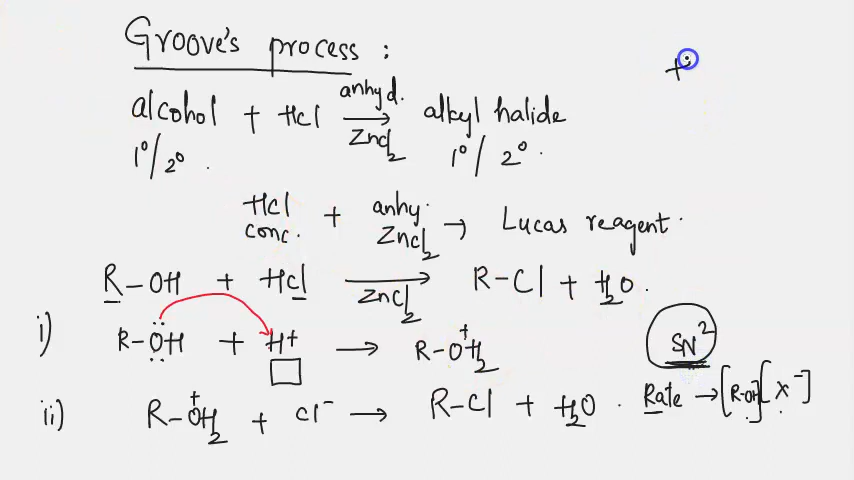 Groove's process :
alcohol + HCl anhyd. ZnCl₂ → alkyl halide
1°/2° . 1°/2° .
HCl conc. + anhy. ZnCl₂ → Lucas reagent.
R-OH + HCl ZnCl₂ → R-Cl + H₂O .
i) R-ÖH + H+ → R-O⁺H₂
SN²
ii) R-O⁺H₂ + Cl⁻ → R-Cl + H₂O . Rate → [R-OH][X⁻]
+